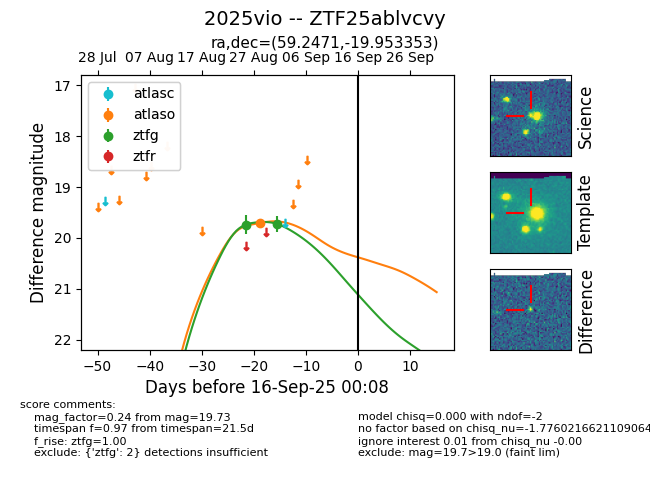 2025vio -- ZTF25ablvcvy
ra,dec=(59.2471,-19.953353)
28 Jul 07 Aug 17 Aug 27 Aug 06 Sep 16 Sep 26 Sep
17
18
19
20
21
22
Difference magnitude
atlasc
atlaso
ztfg
ztfr
−50 −40 −30 −20 −10 0 10
Days before 16-Sep-25 00:08
Science
Template
Difference
score comments:
mag_factor=0.24 from mag=19.73
timespan f=0.97 from timespan=21.5d
f_rise: ztfg=1.00
exclude: {'ztfg': 2} detections insufficient
model chisq=0.000 with ndof=-2
no factor based on chisq_nu=-1.7760216621109064
ignore interest 0.01 from chisq_nu -0.00
exclude: mag=19.7>19.0 (faint lim)